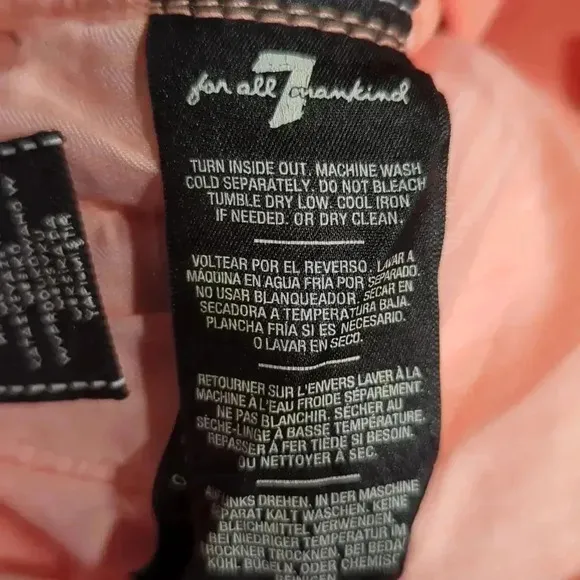 7
for all mankind
TURN INSIDE OUT. MACHINE WASH
COLD SEPARATELY. DO NOT BLEACH
TUMBLE DRY LOW. COOL IRON
IF NEEDED. OR DRY CLEAN.
VOLTEAR POR EL REVERSO. LAVAR A
MÁQUINA EN AGUA FRÍA POR SEPARADO.
NO USAR BLANQUEADOR. SECAR EN
SECADORA A TEMPERATURA BAJA.
PLANCHA FRÍA SI ES NECESARIO.
O LAVAR EN SECO.
RETOURNER SUR L'ENVERS LAVER À LA
MACHINE À L'EAU FROIDE SÉPARÉMENT.
NE PAS BLANCHIR. SÉCHER AU
SÈCHE-LINGE À BASSE TEMPÉRATURE.
REPASSER À FER TIÈDE SI BESOIN.
OU NETTOYER À SEC.
DREHEN. IN DER MASCHINE
KALT WASCHEN. KEINE
BLEICHMITTEL VERWENDEN.
BEI NIEDRIGER TEMPERATUR IM
TROCKNER TROCKNEN. BEI BEDA
KÜHL BÜGELN. ODER CHEMISC
REINIGEN